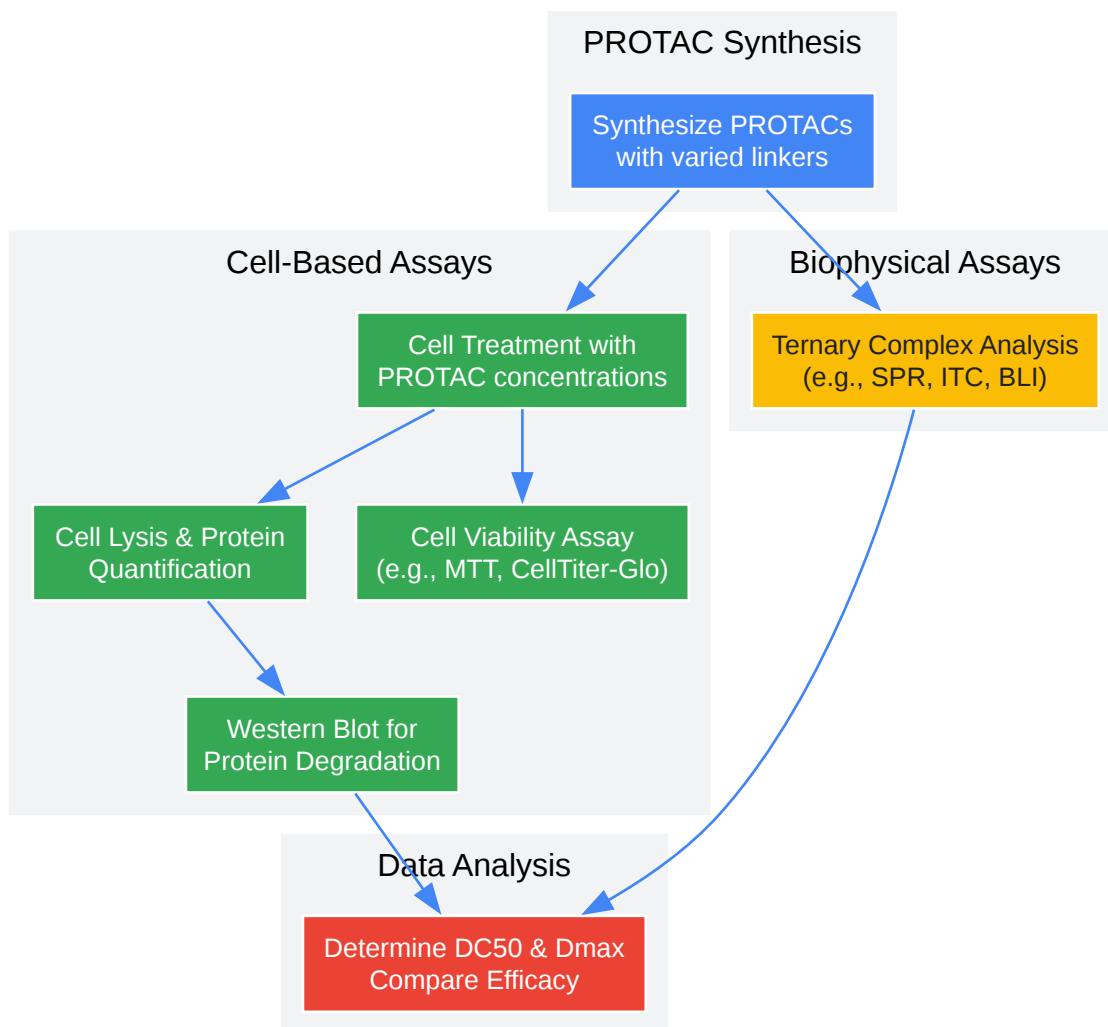 PROTAC Synthesis
Synthesize PROTACs
with varied linkers
Cell-Based Assays
Biophysical Assays
Cell Treatment with
PROTAC concentrations
Ternary Complex Analysis
(e.g., SPR, ITC, BLI)
Cell Lysis & Protein
Quantification
Cell Viability Assay
(e.g., MTT, CellTiter-Glo)
Western Blot for
Protein Degradation
Data Analysis
Determine DC50 & Dmax
Compare Efficacy